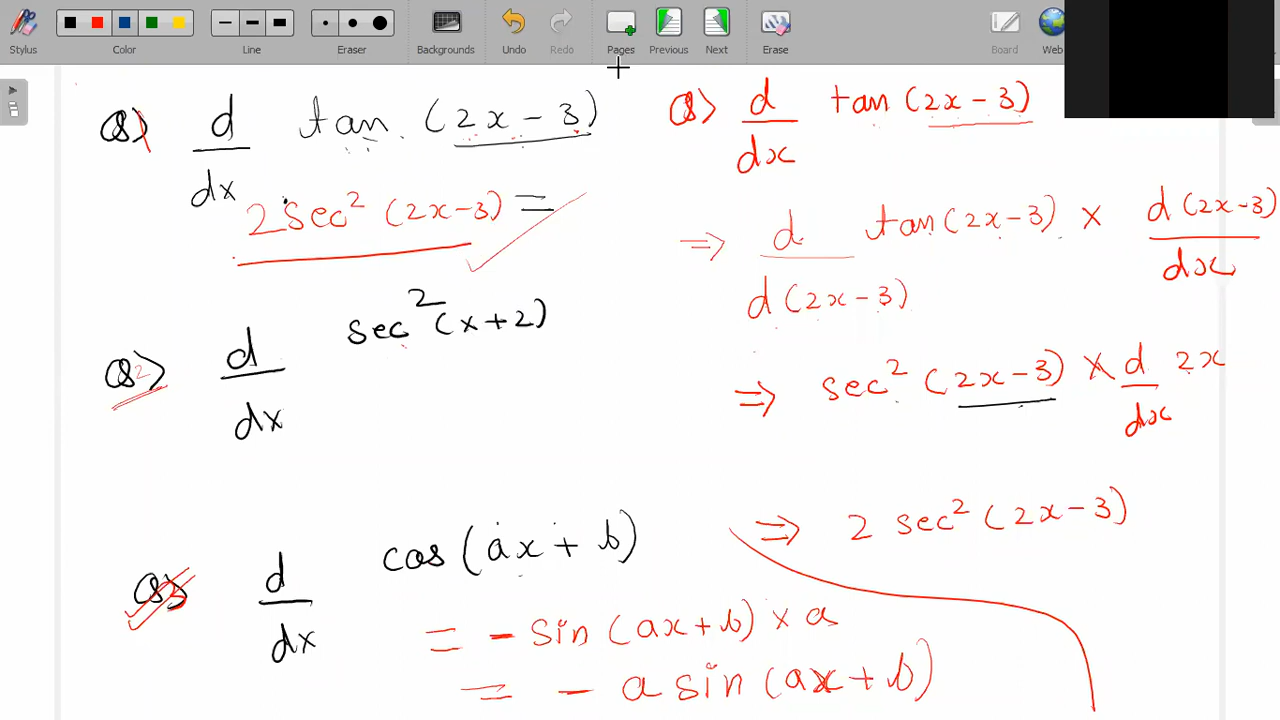 Stylus Color Line Eraser Backgrounds Undo Redo Pages Previous Next Erase Board Web
Q1) d/dx tan (2x - 3)
2 sec² (2x-3) =
Q2) d/dx sec² (x+2)
Q3) d/dx cos (ax + b)
= - sin (ax+b) × a
= - a sin (ax + b)
Q) d/dx tan (2x - 3)
⇒ d/d(2x-3) tan (2x-3) × d(2x-3)/dx
⇒ sec² (2x-3) × d/dx 2x
⇒ 2 sec² (2x-3)